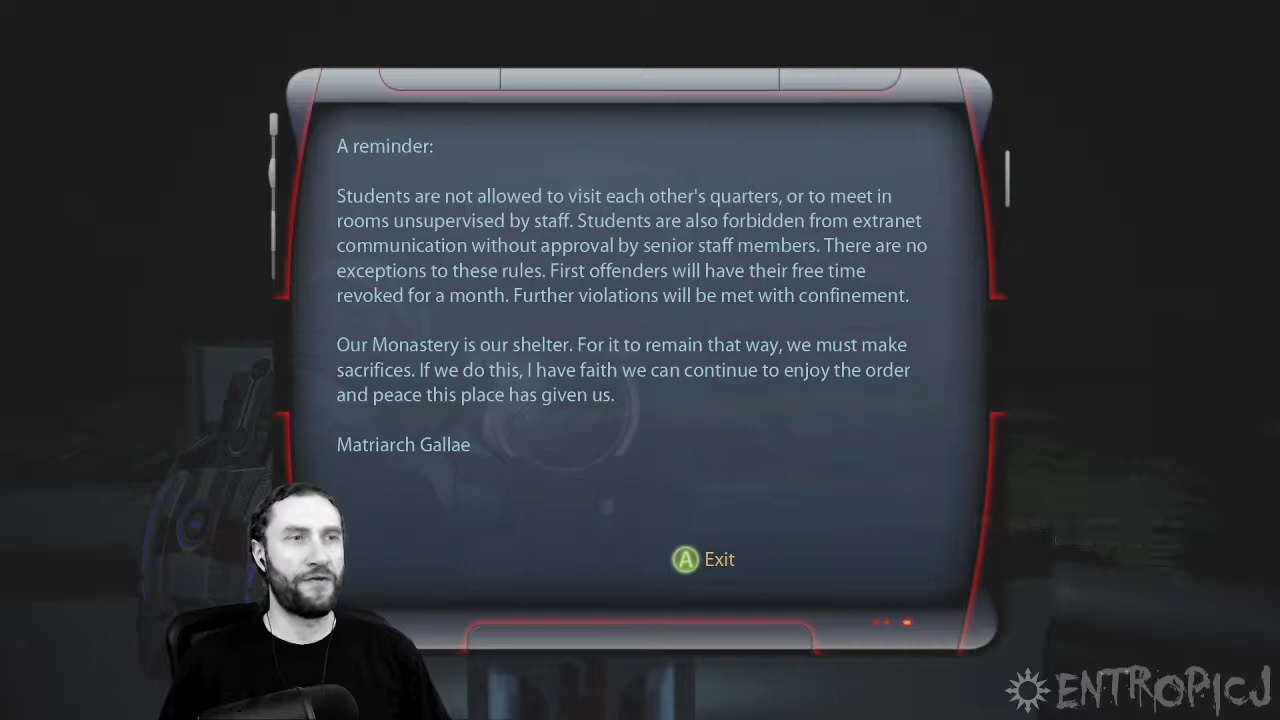 A reminder:
Students are not allowed to visit each other's quarters, or to meet in
rooms unsupervised by staff. Students are also forbidden from extranet
communication without approval by senior staff members. There are no
exceptions to these rules. First offenders will have their free time
revoked for a month. Further violations will be met with confinement.
Our Monastery is our shelter. For it to remain that way, we must make
sacrifices. If we do this, I have faith we can continue to enjoy the order
and peace this place has given us.
Matriarch Gallae
A Exit
ENTROPICJ